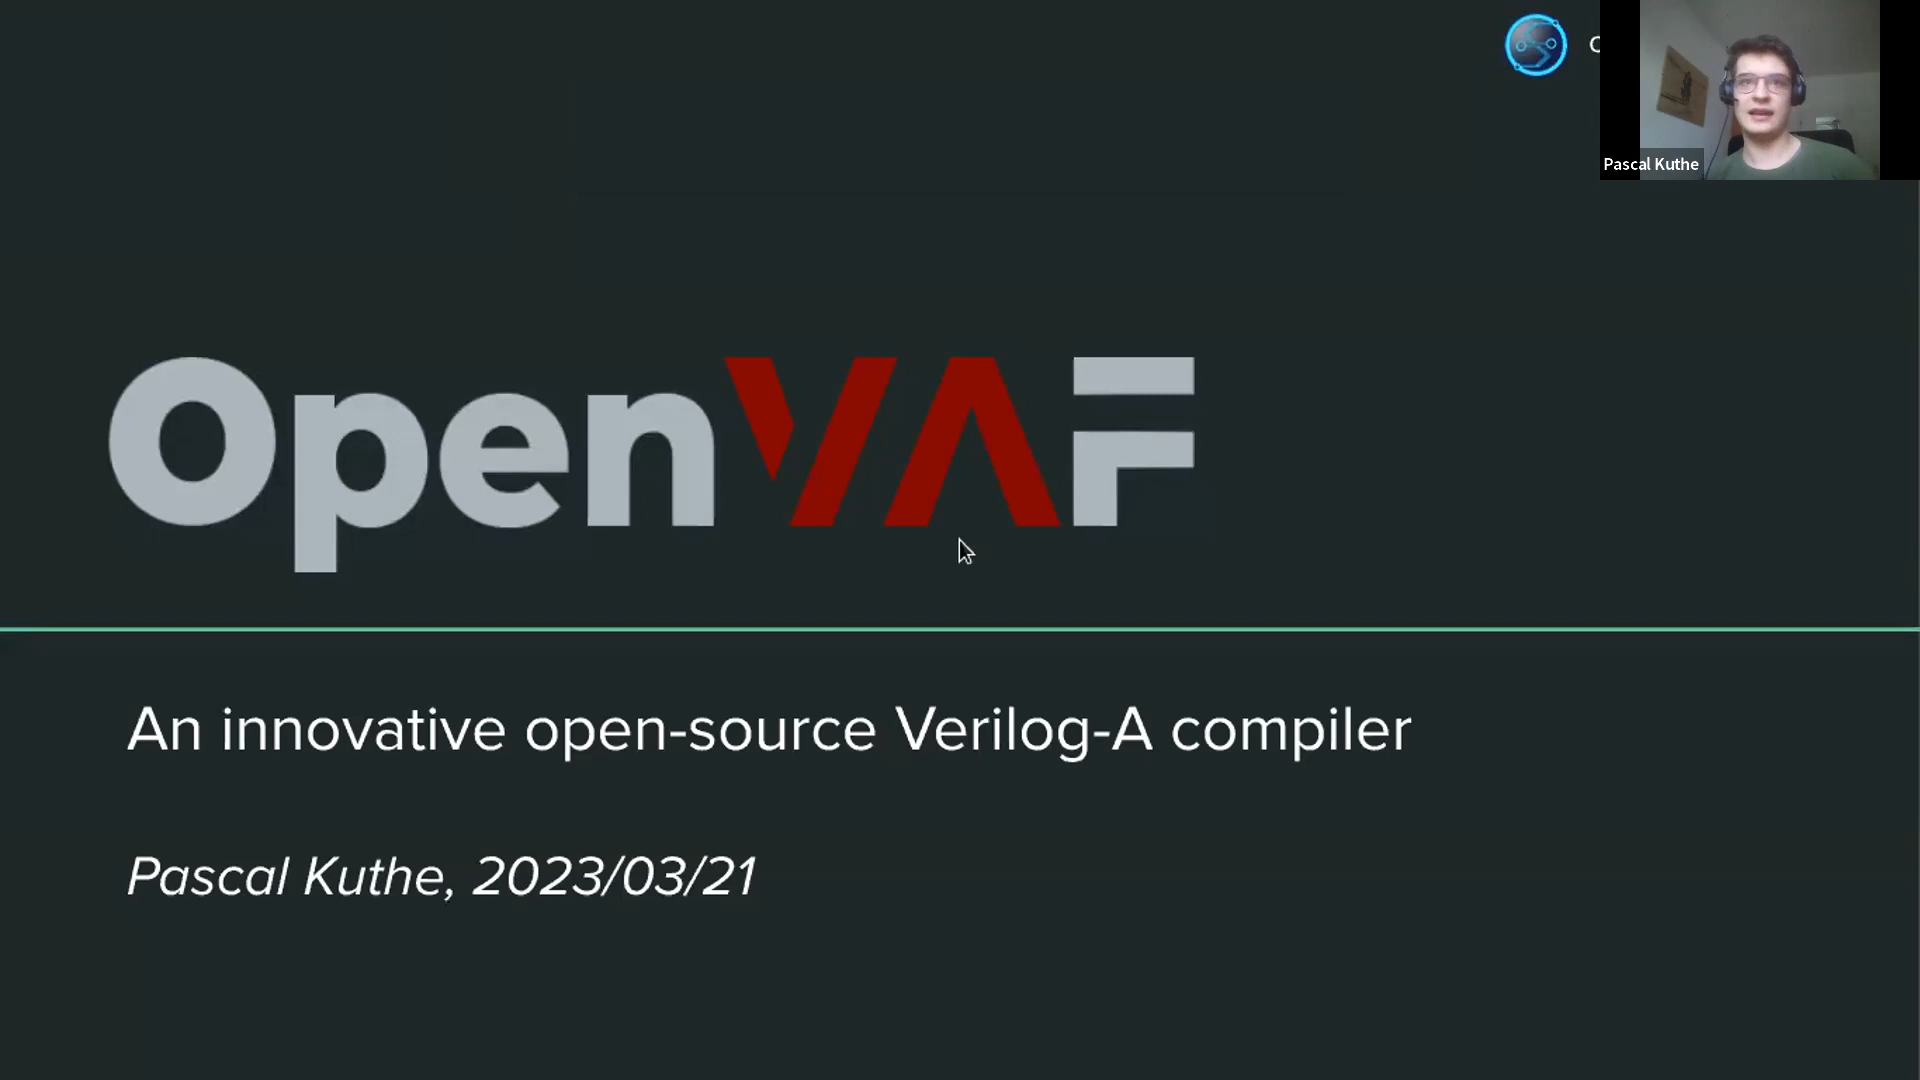 Pascal Kuthe
OpenVAF
An innovative open-source Verilog-A compiler
Pascal Kuthe, 2023/03/21